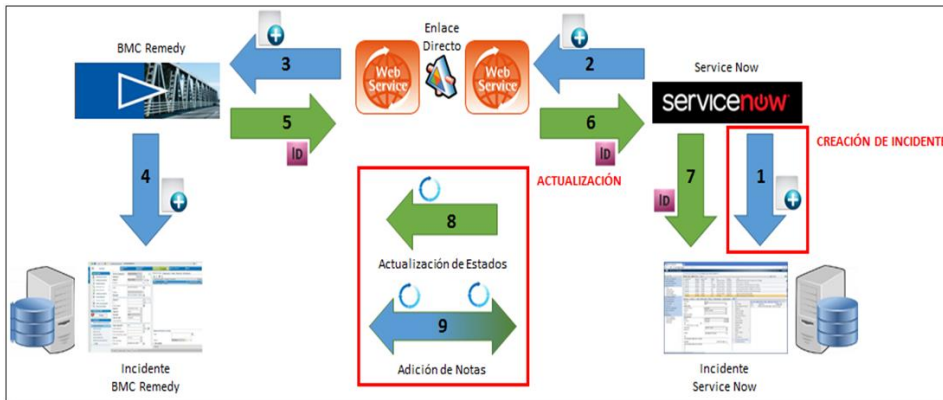 Enlace
Directo
BMC Remedy
3
Web
Service
Web
Service
2
Service Now
servicenow
5
ID
6
ID
CREACIÓN DE INCIDENTE
4
ACTUALIZACIÓN
7
ID
1
8
Actualización de Estados
9
Adición de Notas
Incidente
BMC Remedy
Incidente
Service Now